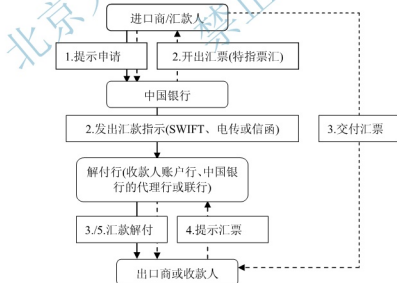 进口商/汇款人
1.提示申请
2.开出汇票(特指票汇)
中国银行
2.发出汇款指示(SWIFT、电传或信函)
3.交付汇票
解付行(收款人账户行、中国银
行的代理行或联行)
3./5.汇款解付
4.提示汇票
出口商或收款人